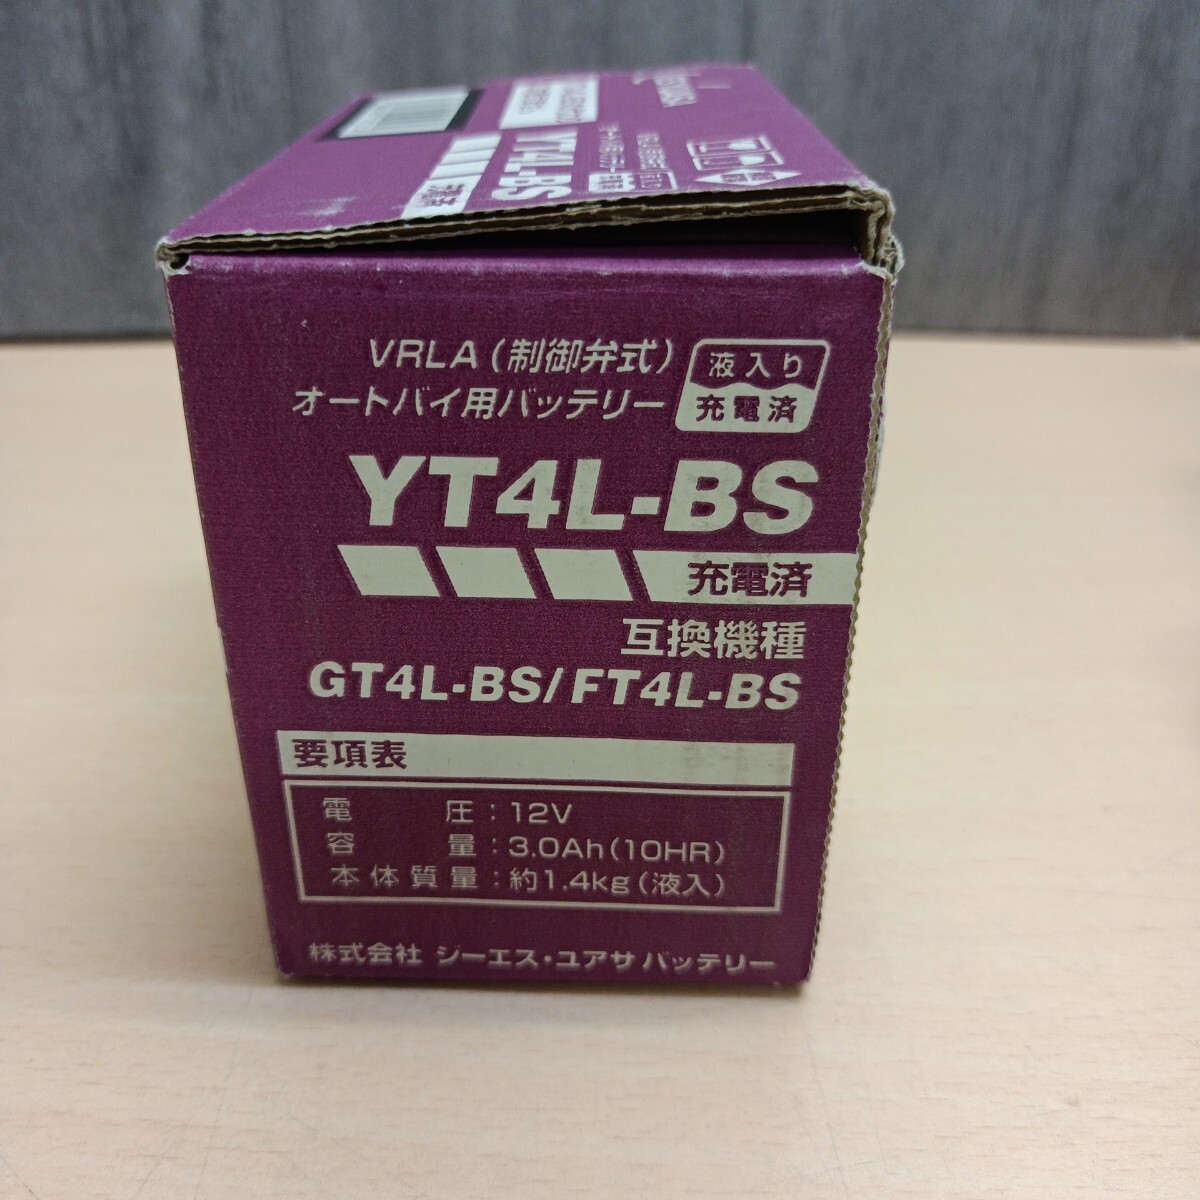 YT4L-BS
VRLA（制御弁式）
オートバイ用バッテリー
液入り
充電済
YT4L-BS
充電済
互換機種
GT4L-BS/FT4L-BS
要項表
電圧：12V
容量：3.0Ah(10HR)
本体質量：約1.4kg（液入）
株式会社 ジーエス・ユアサ バッテリー